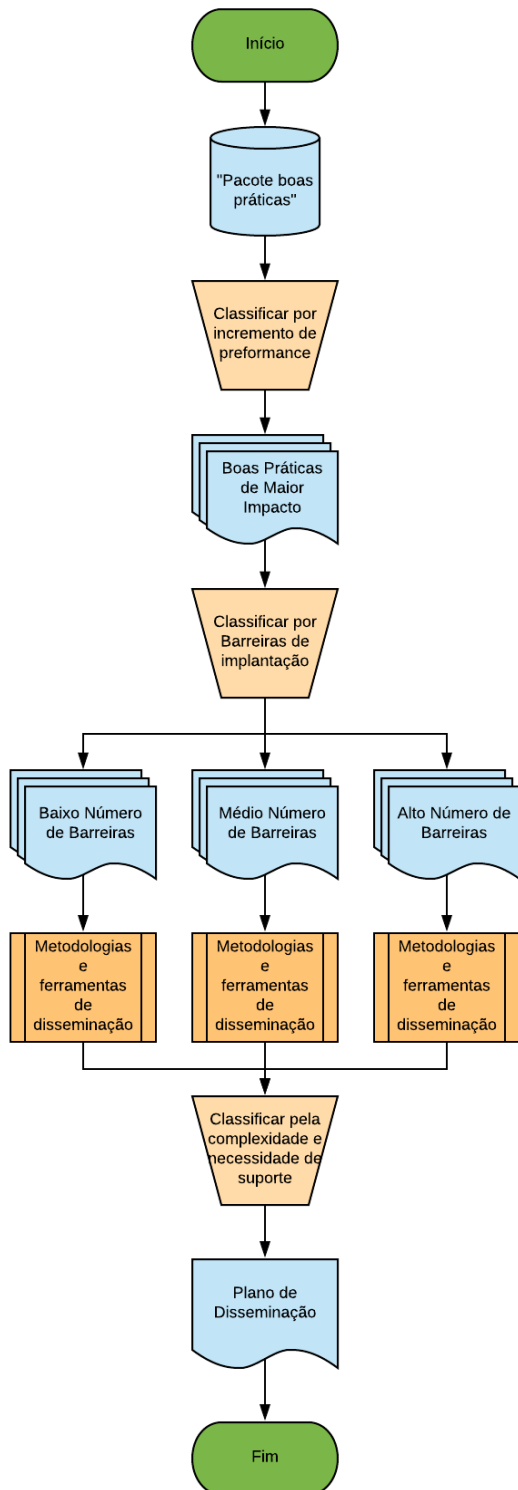 Início
"Pacote boas
práticas"
Classificar por
incremento de
preformance
Boas Práticas
de Maior
Impacto
Classificar por
Barreiras de
implantação
Baixo Número
de Barreiras
Médio Número
de Barreiras
Alto Número de
Barreiras
Metodologias
e
ferramentas
de
disseminação
Metodologias
e
ferramentas
de
disseminação
Metodologias
e
ferramentas
de
disseminação
Classificar pela
complexidade e
necessidade de
suporte
Plano de
Disseminação
Fim